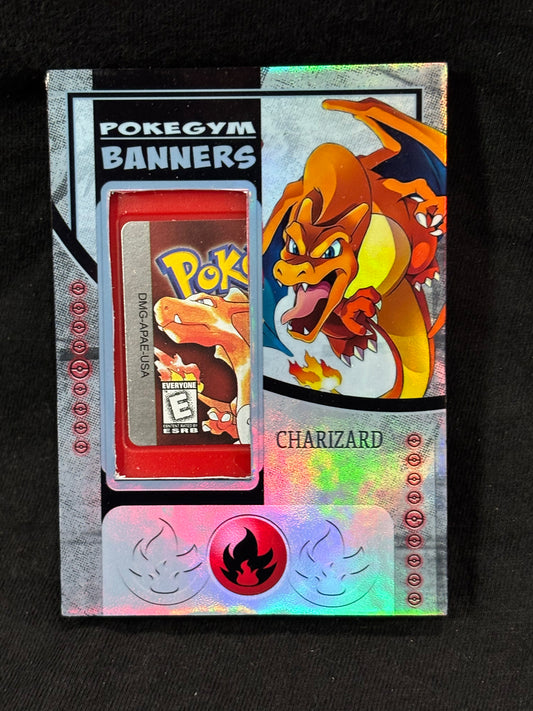 POKEGYM
BANNERS
POK
DMG-APAE-USA
EVERYONE
E
CONTENT RATED BY
ESRB
CHARIZARD